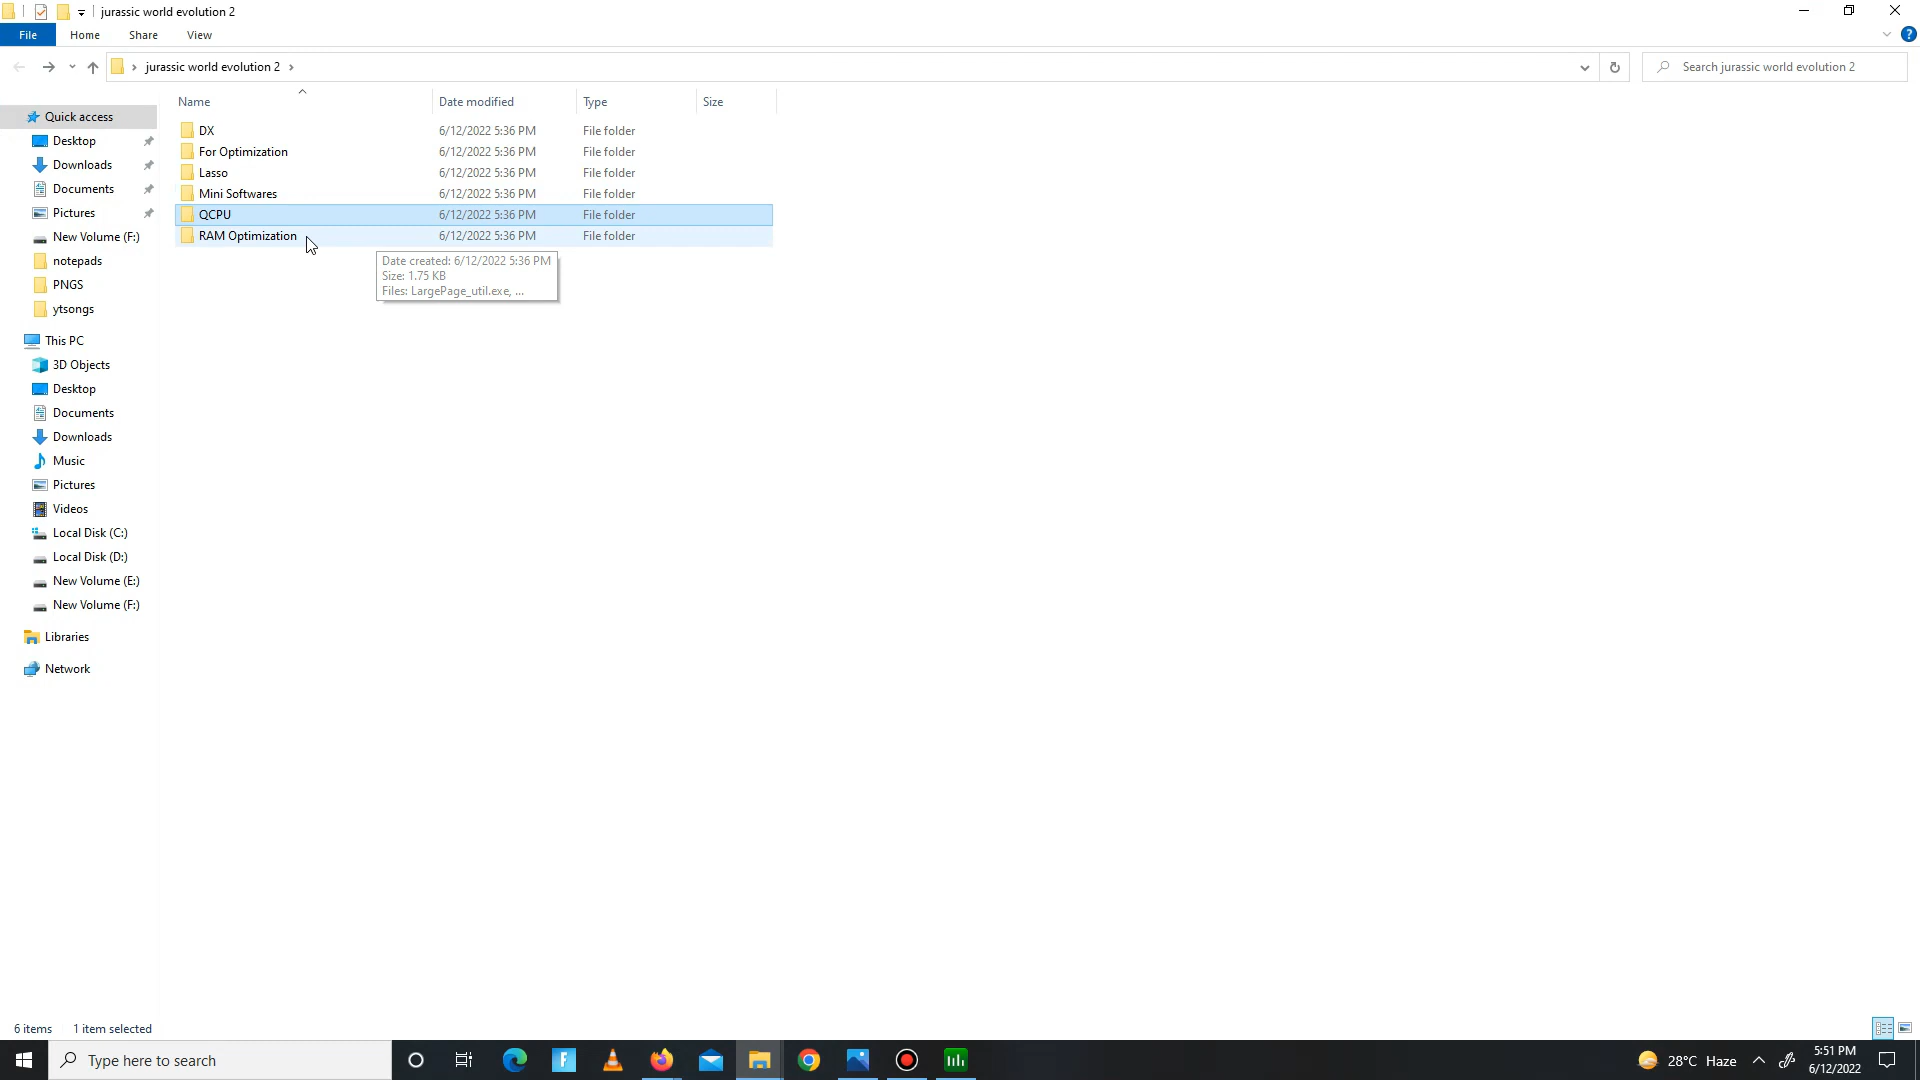 jurassic world evolution 2
File Home Share View
jurassic world evolution 2
Search jurassic world evolution 2
Name Date modified Type Size
Quick access
Desktop
Downloads
Documents
Pictures
New Volume (F:)
notepads
PNGS
ytsongs
This PC
3D Objects
Desktop
Documents
Downloads
Music
Pictures
Videos
Local Disk (C:)
Local Disk (D:)
New Volume (E:)
New Volume (F:)
Libraries
Network
DX 6/12/2022 5:36 PM File folder
For Optimization 6/12/2022 5:36 PM File folder
Lasso 6/12/2022 5:36 PM File folder
Mini Softwares 6/12/2022 5:36 PM File folder
QCPU 6/12/2022 5:36 PM File folder
RAM Optimization 6/12/2022 5:36 PM File folder
Date created: 6/12/2022 5:36 PM
Size: 1.75 KB
Files: LargePage_util.exe, ...
6 items 1 item selected
Type here to search
28°C Haze
5:51 PM
6/12/2022